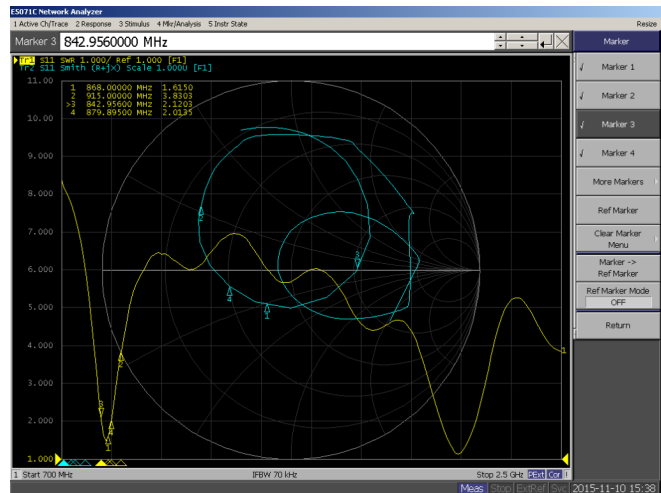 E5071C Network Analyzer
1 Active Ch/Trace 2 Response 3 Stimulus 4 Mkr/Analysis 5 Instr State
Resize
Marker 3 842.9560000 MHz
Tr1 S11 SWR 1.000/ Ref 1.000 [F1]
Tr2 S11 Smith (R+jX) Scale 1.000U [F1]
11.00
10.00
9.000
8.000
7.000
6.000
5.000
4.000
3.000
2.000
1.000
1 868.00000 MHz 1.6150
2 915.00000 MHz 3.8303
>3 842.95600 MHz 2.1203
4 879.89500 MHz 2.0135
1 Start 700 MHz
IFBW 70 kHz
Stop 2.5 GHz PExt Cor !
Marker
Marker 1
Marker 2
Marker 3
Marker 4
More Markers
Ref Marker
Clear Marker
Menu
Marker ->
Ref Marker
Ref Marker Mode
OFF
Return
Meas Stop ExtRef Svc 2015-11-10 15:38